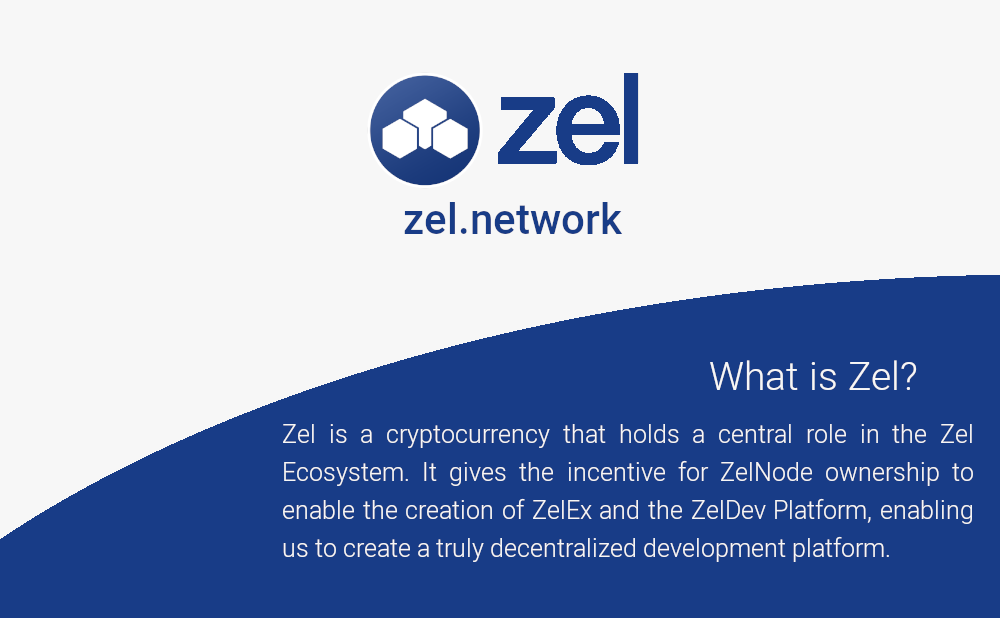 zel
zel.network
What is Zel?
Zel is a cryptocurrency that holds a central role in the Zel
Ecosystem. It gives the incentive for ZelNode ownership to
enable the creation of ZelEx and the ZelDev Platform, enabling
us to create a truly decentralized development platform.